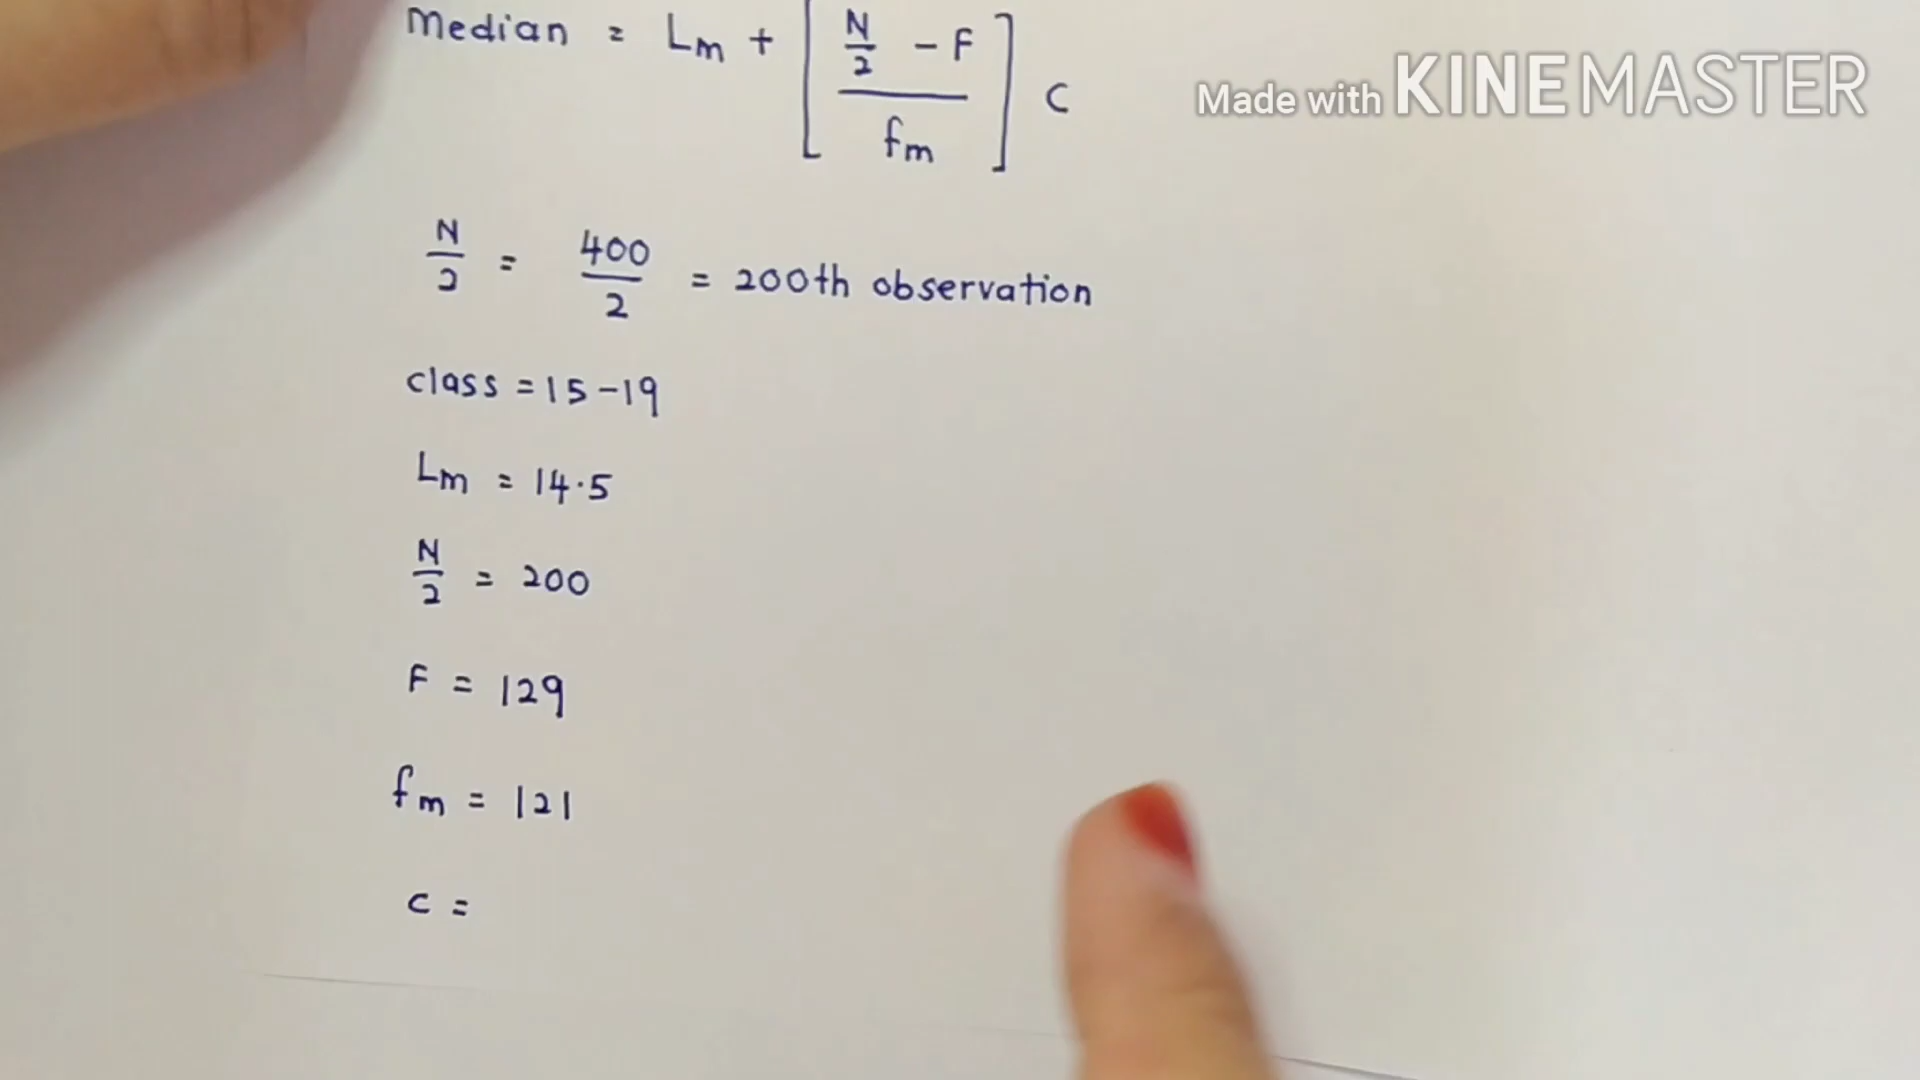 Median = Lm + [ N/2 - F / fm ] C
Made with KINEMASTER
N/2 = 400/2 = 200th observation
class = 15-19
Lm = 14.5
N/2 = 200
F = 129
fm = 121
c =